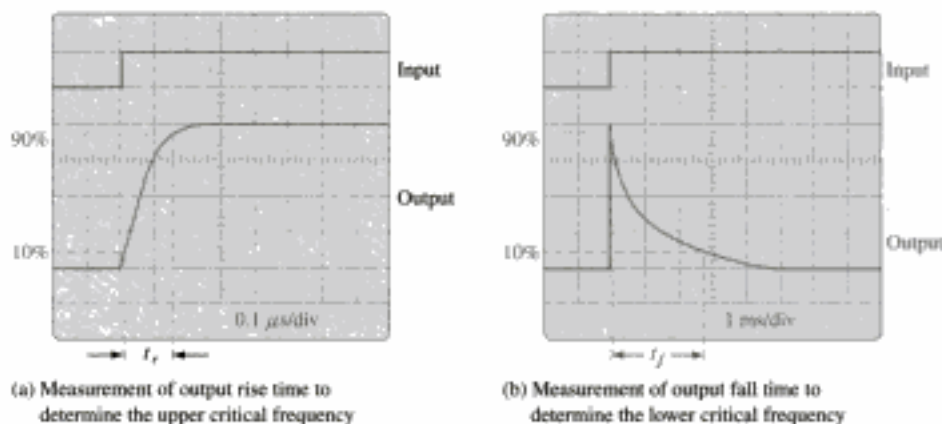 Input
90%
Output
10%
0.1 μs/div
t_r
(a) Measurement of output rise time to
determine the upper critical frequency
Input
90%
Output
10%
1 ms/div
t_f
(b) Measurement of output fall time to
determine the lower critical frequency